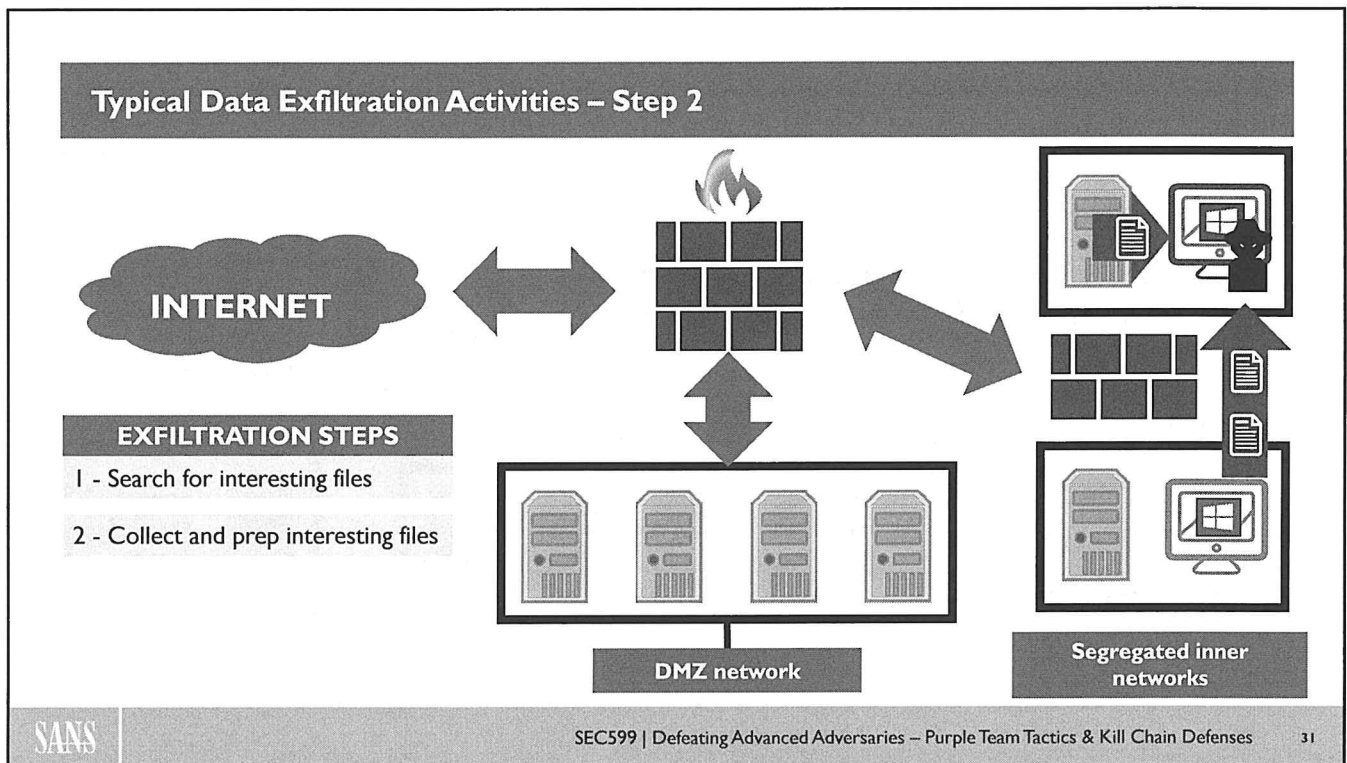 Typical Data Exfiltration Activities – Step 2
INTERNET
EXFILTRATION STEPS
1 - Search for interesting files
2 - Collect and prep interesting files
DMZ network
Segregated inner
networks
SANS
SEC599 | Defeating Advanced Adversaries – Purple Team Tactics & Kill Chain Defenses
31